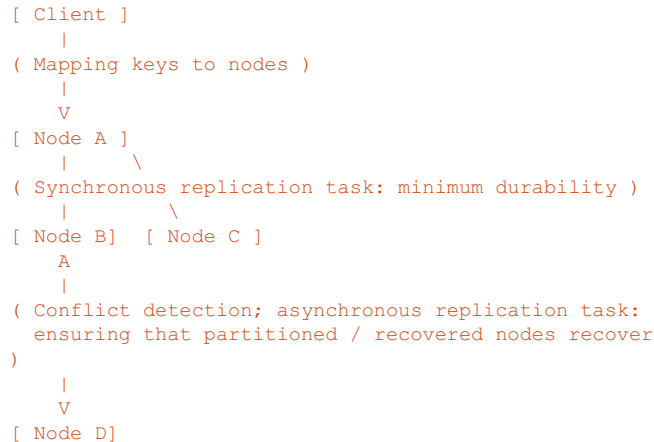 [ Client ]
    |
( Mapping keys to nodes )
    |
    V
[ Node A ]
    |     \
( Synchronous replication task: minimum durability )
    |        \
[ Node B]  [ Node C ]
    A
    |
( Conflict detection; asynchronous replication task:
  ensuring that partitioned / recovered nodes recover
)
    |
    V
[ Node D]